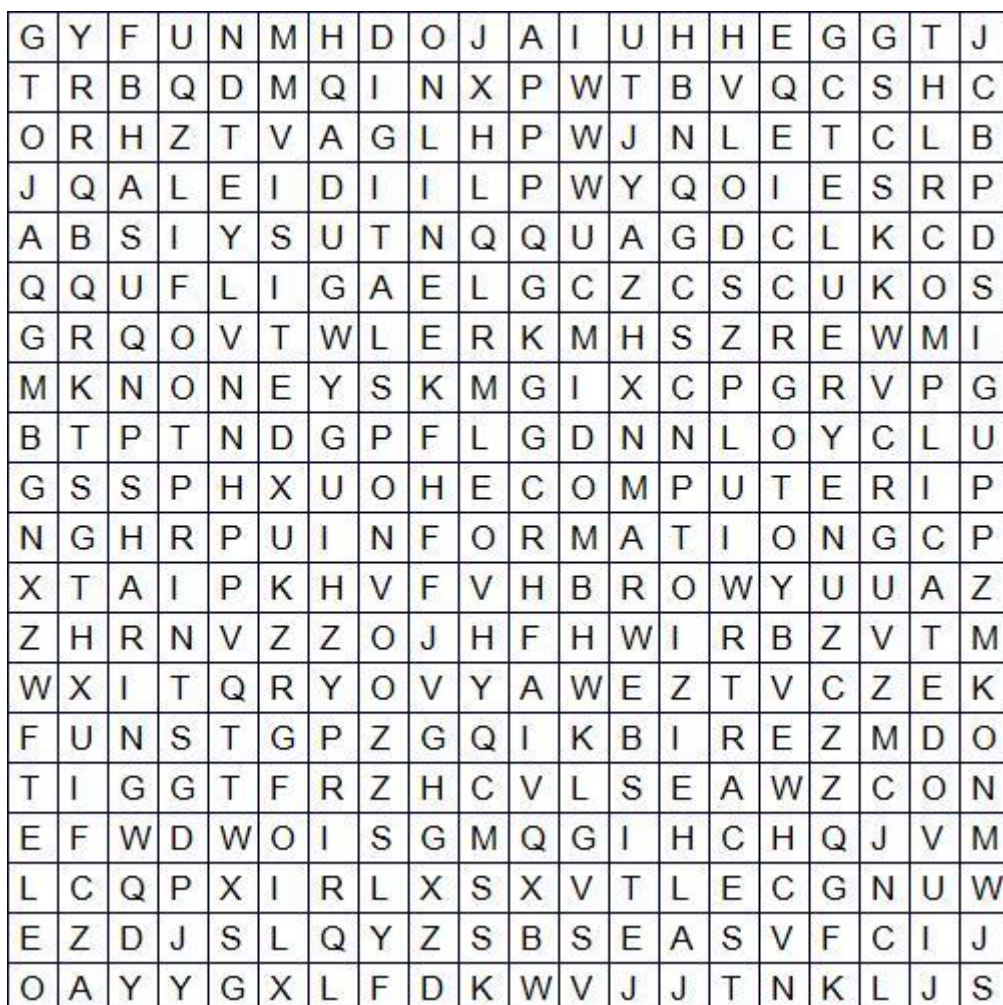 G Y F U N M H D O J A I U H H E G G T J
T R B Q D M Q I N X P W T B V Q C S H C
O R H Z T V A G L H P W J N L E T C L B
J Q A L E I D I I L P W Y Q O I E S R P
A B S I Y S U T N Q Q U A G D C L K C D
Q Q U F L I G A E L G C Z C S C U K O S
G R Q O V T W L E R K M H S Z R E W M I
M K N O N E Y S K M G I X C P G R V P G
B T P T N D G P F L G D N N L O Y C L U
G S S P H X U O H E C O M P U T E R I P
N G H R P U I N F O R M A T I O N G C P
X T A I P K H V F V H B R O W Y U U A Z
Z H R N V Z Z O J H F H W I R B Z V T M
W X I T Q R Y O V Y A W E Z T V C Z E K
F U N S T G P Z G Q I K B I R E Z M D O
T I G G T F R Z H C V L S E A W Z C O N
E F W D W O I S G M Q G I H C H Q J V M
L C Q P X I R L X S X V T L E C G N U W
E Z D J S L Q Y Z S B S E A S V F C I J
O A Y Y G X L F D K W V J J T N K L J S